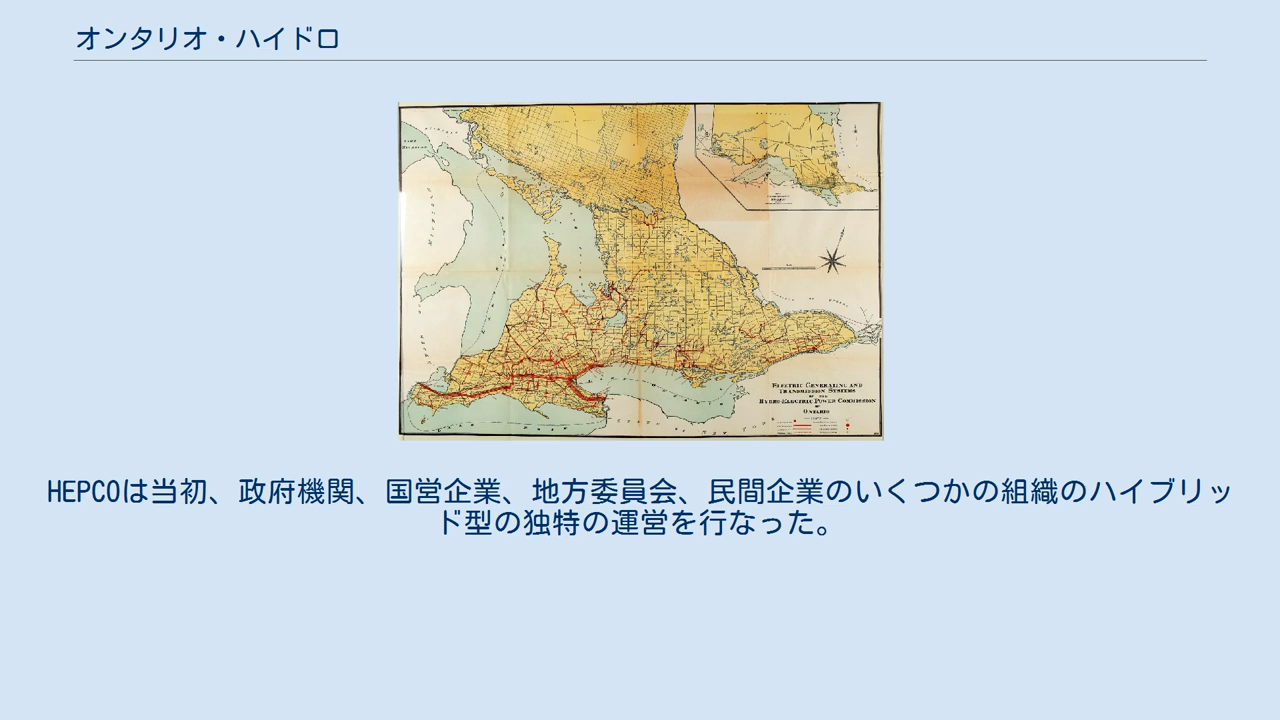 オンタリオ・ハイドロ
ELECTRIC GENERATING AND
TRANSMISSION SYSTEMS
OF THE
HYDRO-ELECTRIC POWER COMMISSION
OF
ONTARIO
HEPCOは当初、政府機関、国営企業、地方委員会、民間企業のいくつかの組織のハイブリッ
ド型の独特の運営を行なった。